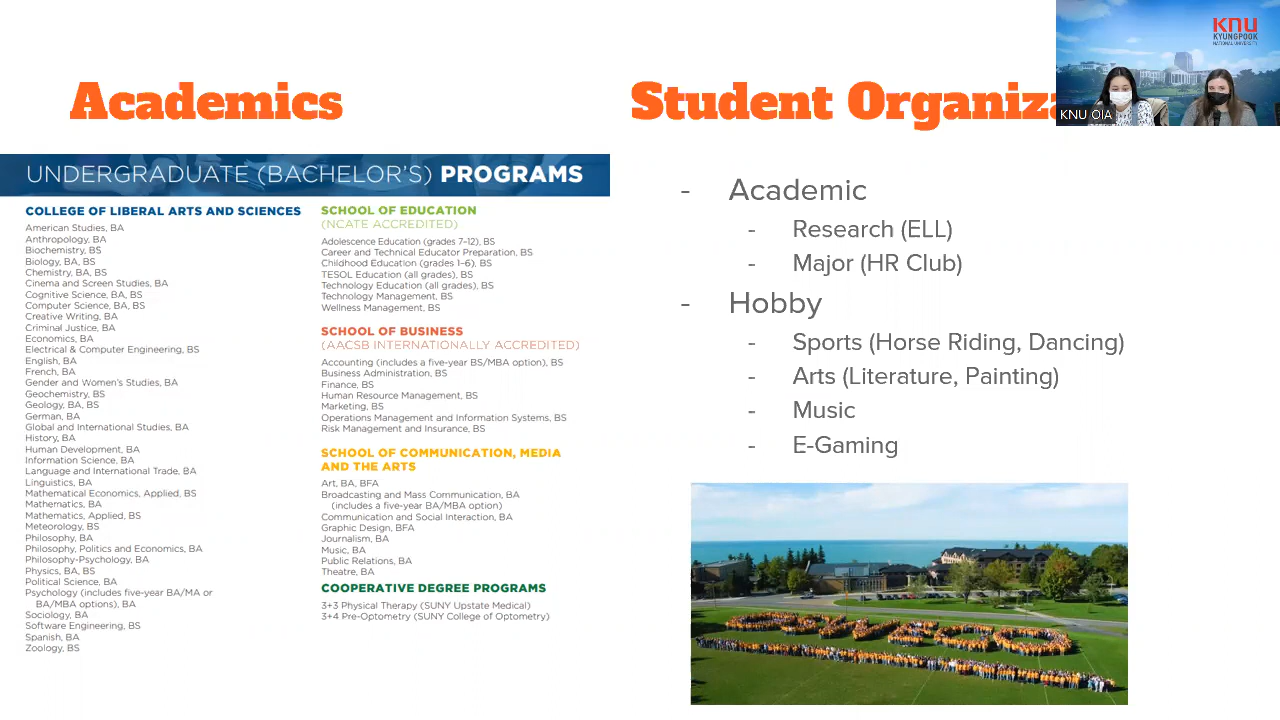 Academics
UNDERGRADUATE (BACHELOR'S) PROGRAMS
COLLEGE OF LIBERAL ARTS AND SCIENCES
American Studies, BA
Anthropology, BA
Biochemistry, BS
Biology, BA, BS
Chemistry, BA, BS
Cinema and Screen Studies, BA
Cognitive Science, BA, BS
Computer Science, BA, BS
Creative Writing, BA
Criminal Justice, BA
Economics, BA
Electrical & Computer Engineering, BS
English, BA
French, BA
Gender and Women's Studies, BA
Geochemistry, BS
Geology, BA, BS
German, BA
Global and International Studies, BA
History, BA
Human Development, BA
Information Science, BA
Language and International Trade, BA
Linguistics, BA
Mathematical Economics, Applied, BS
Mathematics, BA
Mathematics, Applied, BS
Meteorology, BS
Philosophy, BA
Philosophy, Politics and Economics, BA
Philosophy-Psychology, BA
Physics, BA, BS
Political Science, BA
Psychology (includes five-year BA/MA or
BA/MBA options), BA
Sociology, BA
Software Engineering, BS
Spanish, BA
Zoology, BS
SCHOOL OF EDUCATION
(NCATE ACCREDITED)
Adolescence Education (grades 7–12), BS
Career and Technical Educator Preparation, BS
Childhood Education (grades 1–6), BS
TESOL Education (all grades), BS
Technology Education (all grades), BS
Technology Management, BS
Wellness Management, BS
SCHOOL OF BUSINESS
(AACSB INTERNATIONALLY ACCREDITED)
Accounting (includes a five-year BS/MBA option), BS
Business Administration, BS
Finance, BS
Human Resource Management, BS
Marketing, BS
Operations Management and Information Systems, BS
Risk Management and Insurance, BS
SCHOOL OF COMMUNICATION, MEDIA
AND THE ARTS
Art, BA, BFA
Broadcasting and Mass Communication, BA
(includes a five-year BA/MBA option)
Communication and Social Interaction, BA
Graphic Design, BFA
Journalism, BA
Music, BA
Public Relations, BA
Theatre, BA
COOPERATIVE DEGREE PROGRAMS
3+3 Physical Therapy (SUNY Upstate Medical)
3+4 Pre-Optometry (SUNY College of Optometry)
Student Organiza
- Academic
- Research (ELL)
- Major (HR Club)
- Hobby
- Sports (Horse Riding, Dancing)
- Arts (Literature, Painting)
- Music
- E-Gaming
KNU
KYUNGPOOK
NATIONAL UNIVERSITY
KNU OIA